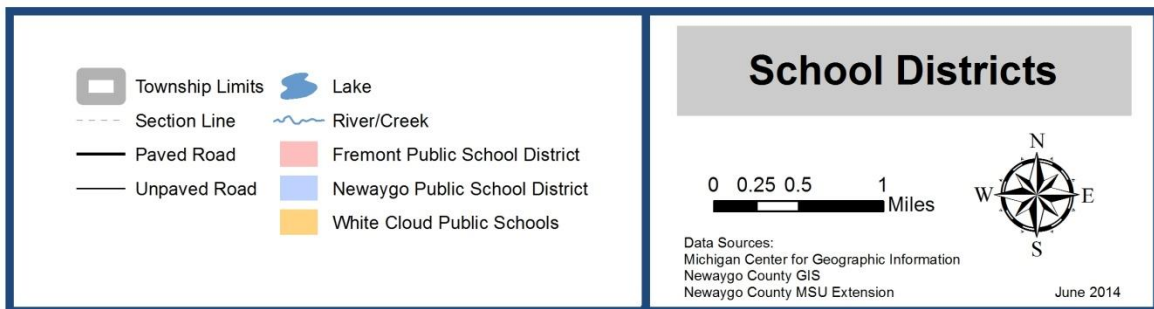 Township Limits
Section Line
Paved Road
Unpaved Road
Lake
River/Creek
Fremont Public School District
Newaygo Public School District
White Cloud Public Schools
School Districts
0 0.25 0.5 1
Miles
N
W E
S
Data Sources:
Michigan Center for Geographic Information
Newaygo County GIS
Newaygo County MSU Extension
June 2014